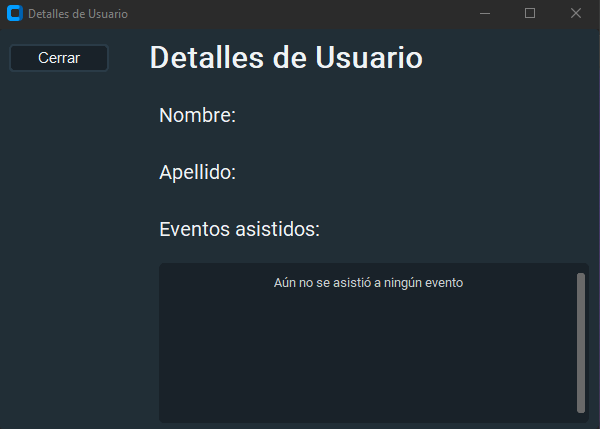 Detalles de Usuario
Cerrar
Detalles de Usuario
Nombre:
Apellido:
Eventos asistidos:
Aún no se asistió a ningún evento